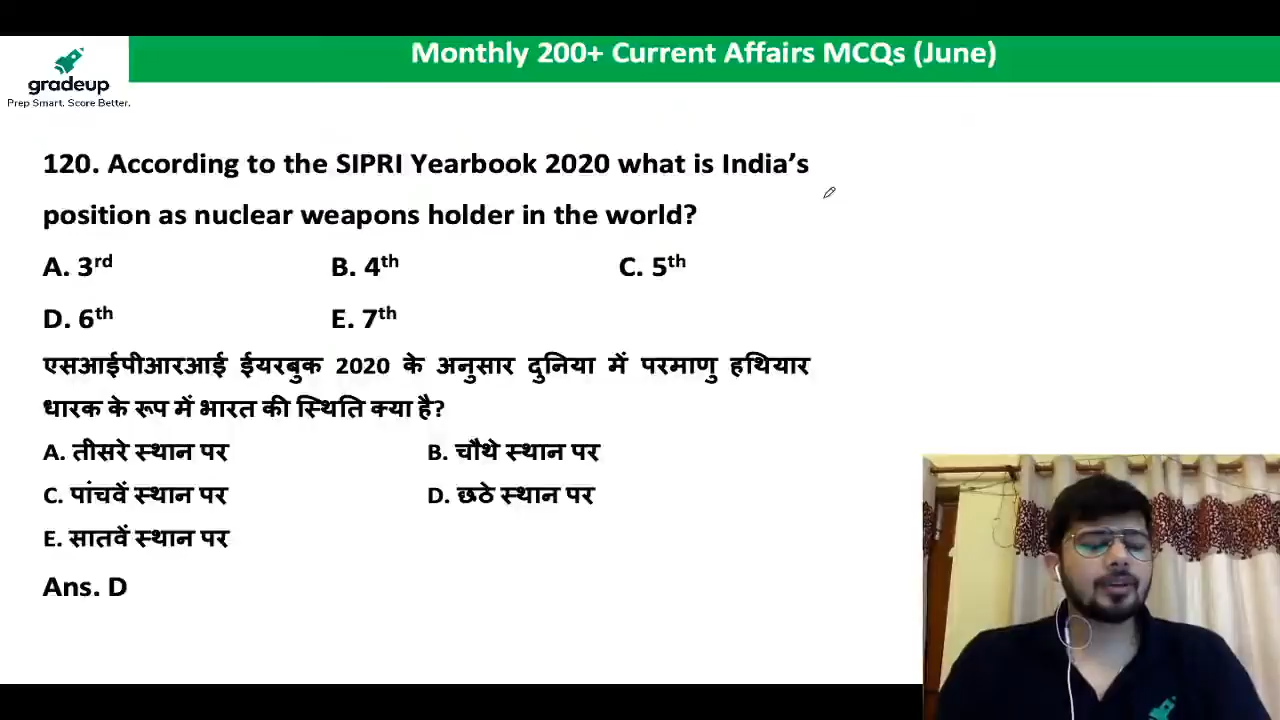 gradeup
Prep Smart. Score Better.
Monthly 200+ Current Affairs MCQs (June)
120. According to the SIPRI Yearbook 2020 what is India’s
position as nuclear weapons holder in the world?
A. 3rd B. 4th C. 5th
D. 6th E. 7th
एसआईपीआरआई ईयरबुक 2020 के अनुसार दुनिया में परमाणु हथियार
धारक के रूप में भारत की स्थिति क्या है?
A. तीसरे स्थान पर B. चौथे स्थान पर
C. पांचवें स्थान पर D. छठे स्थान पर
E. सातवें स्थान पर
Ans. D